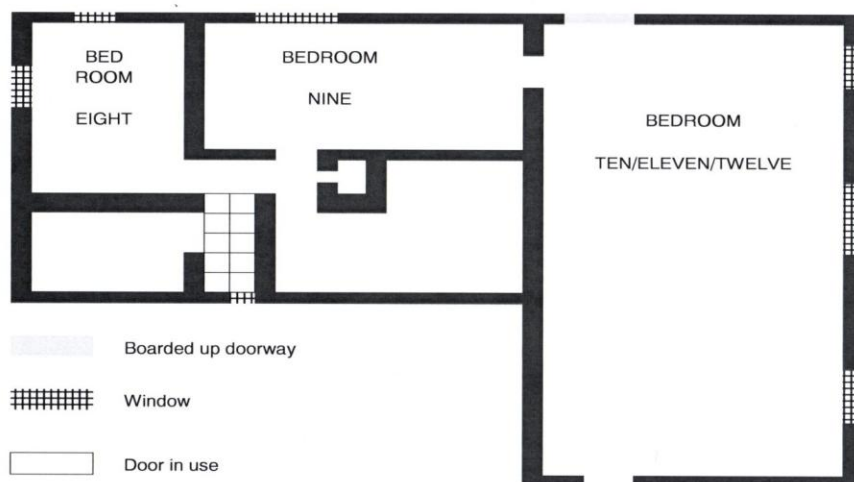 BED
ROOM
EIGHT
BEDROOM
NINE
BEDROOM
TEN/ELEVEN/TWELVE
Boarded up doorway
Window
Door in use